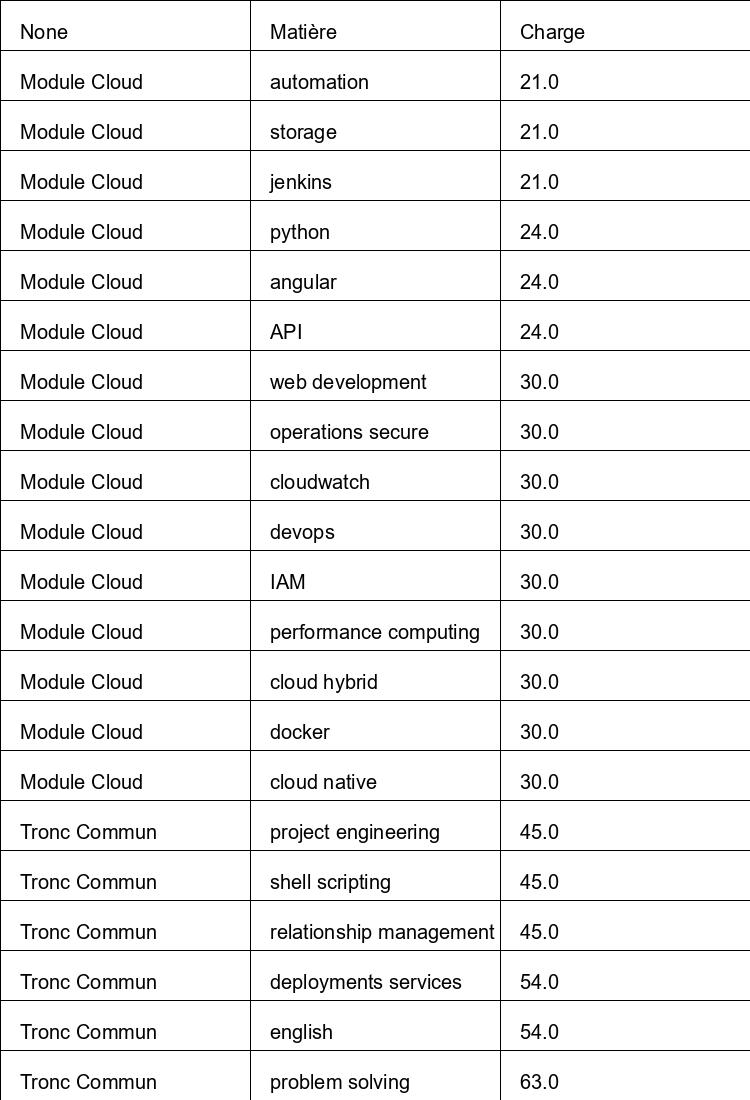 None Matière Charge
Module Cloud automation 21.0
Module Cloud storage 21.0
Module Cloud jenkins 21.0
Module Cloud python 24.0
Module Cloud angular 24.0
Module Cloud API 24.0
Module Cloud web development 30.0
Module Cloud operations secure 30.0
Module Cloud cloudwatch 30.0
Module Cloud devops 30.0
Module Cloud IAM 30.0
Module Cloud performance computing 30.0
Module Cloud cloud hybrid 30.0
Module Cloud docker 30.0
Module Cloud cloud native 30.0
Tronc Commun project engineering 45.0
Tronc Commun shell scripting 45.0
Tronc Commun relationship management 45.0
Tronc Commun deployments services 54.0
Tronc Commun english 54.0
Tronc Commun problem solving 63.0